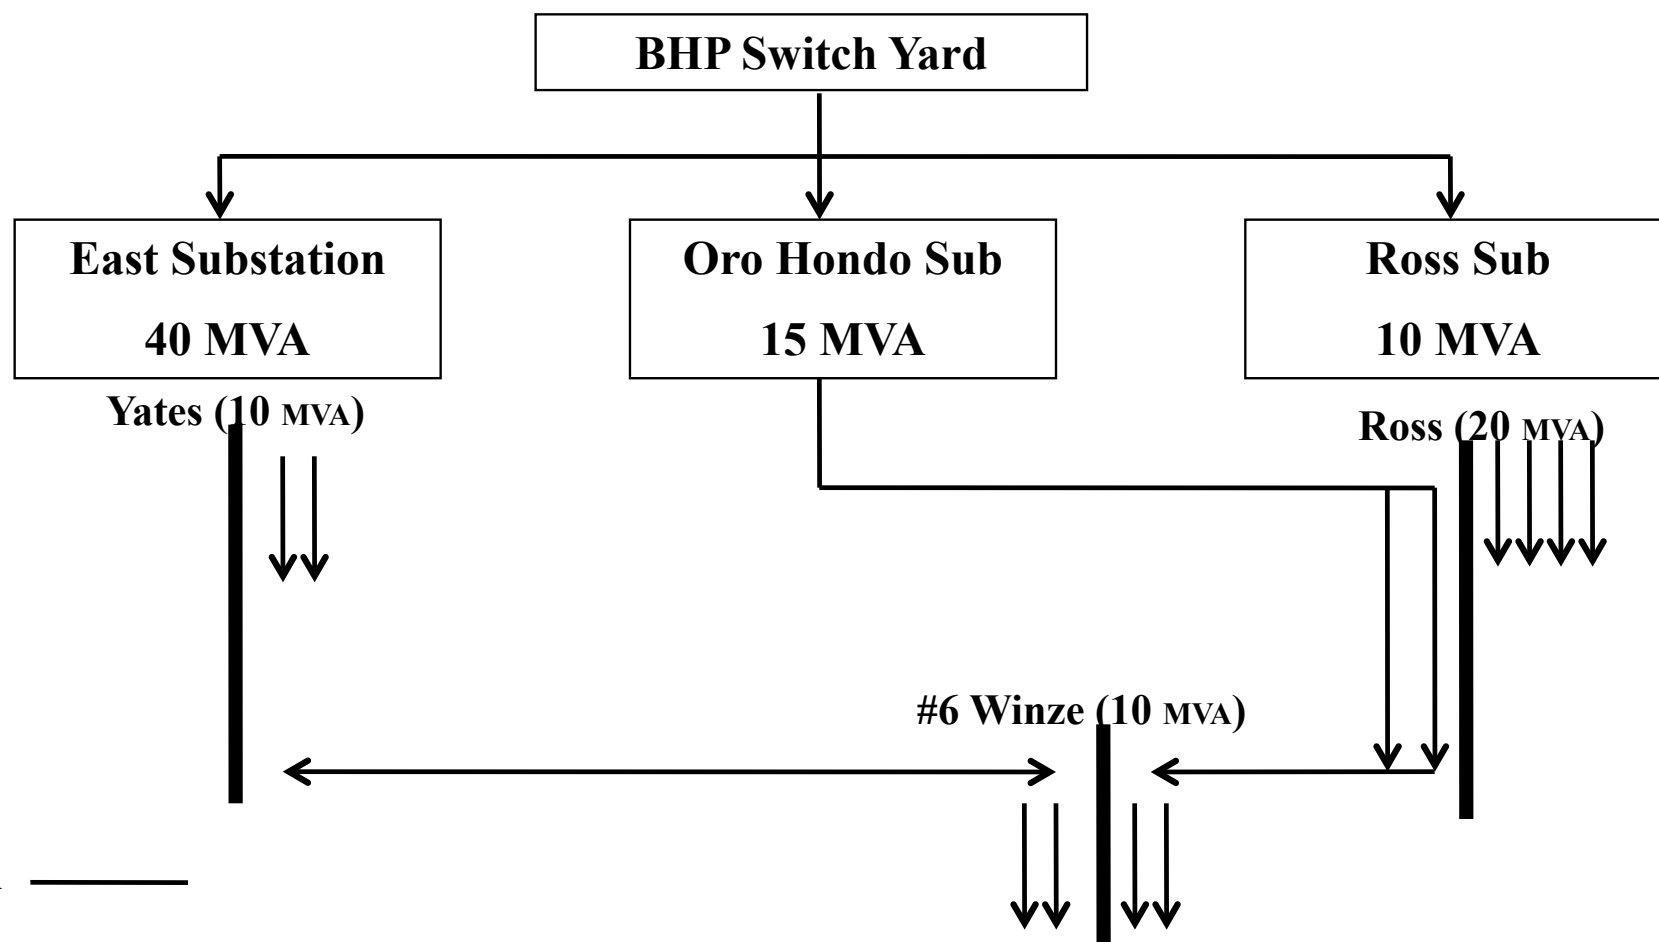 BHP Switch Yard
East Substation
40 MVA
Oro Hondo Sub
15 MVA
Ross Sub
10 MVA
Yates (10 MVA)
Ross (20 MVA)
#6 Winze (10 MVA)